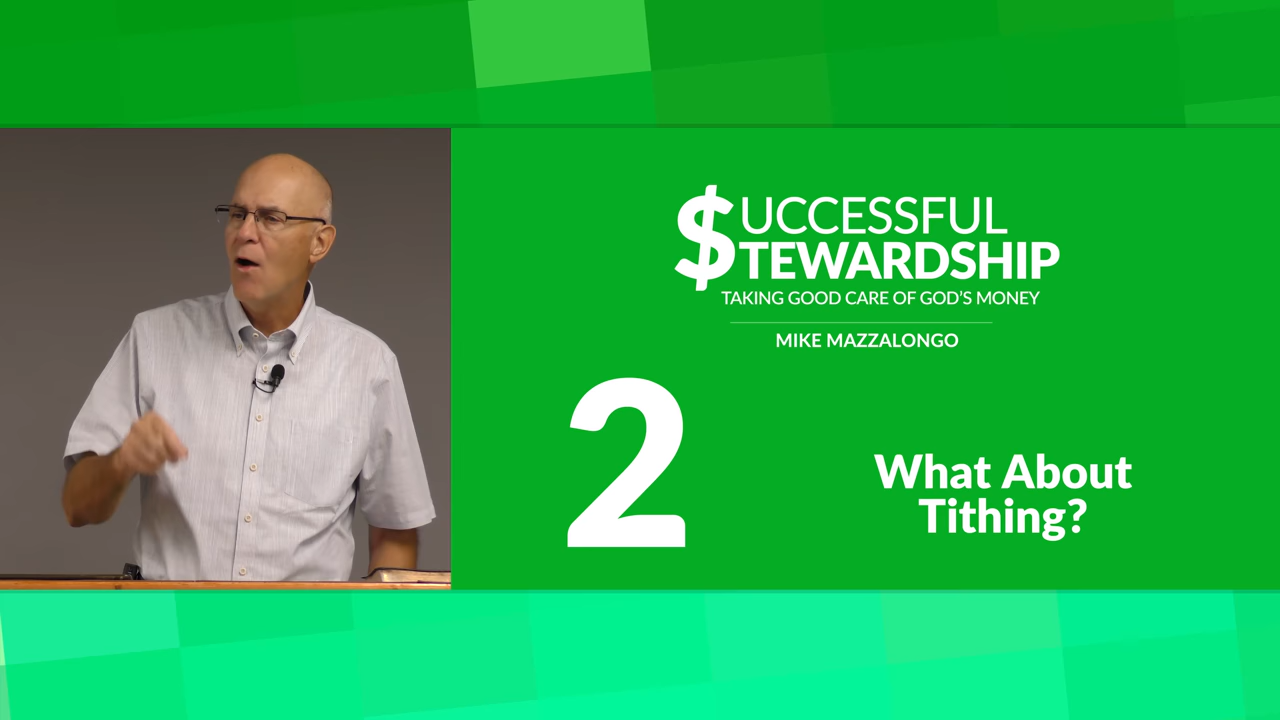 $UCCESSFUL
$TEWARDSHIP
TAKING GOOD CARE OF GOD'S MONEY
MIKE MAZZALONGO
2
What About
Tithing?